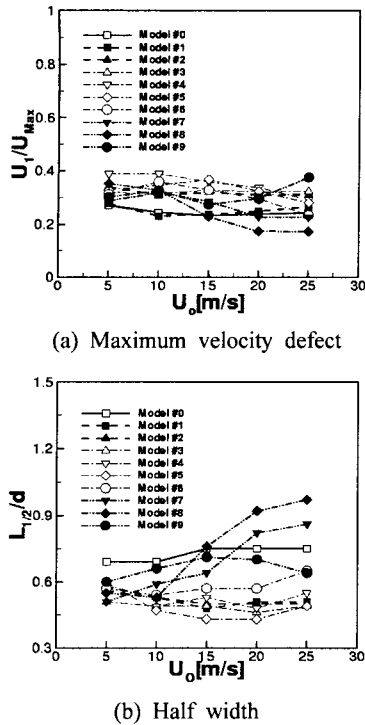 1
0.8
0.6
0.4
0.2
0
U₁/U_Max
Model #0
Model #1
Model #2
Model #3
Model #4
Model #5
Model #6
Model #7
Model #8
Model #9
0 5 10 15 20 25 30
U₀[m/s]
(a) Maximum velocity defect
1.5
1.2
0.9
0.6
0.3
L₁/₂/d
Model #0
Model #1
Model #2
Model #3
Model #4
Model #5
Model #6
Model #7
Model #8
Model #9
0 5 10 15 20 25 30
U₀[m/s]
(b) Half width